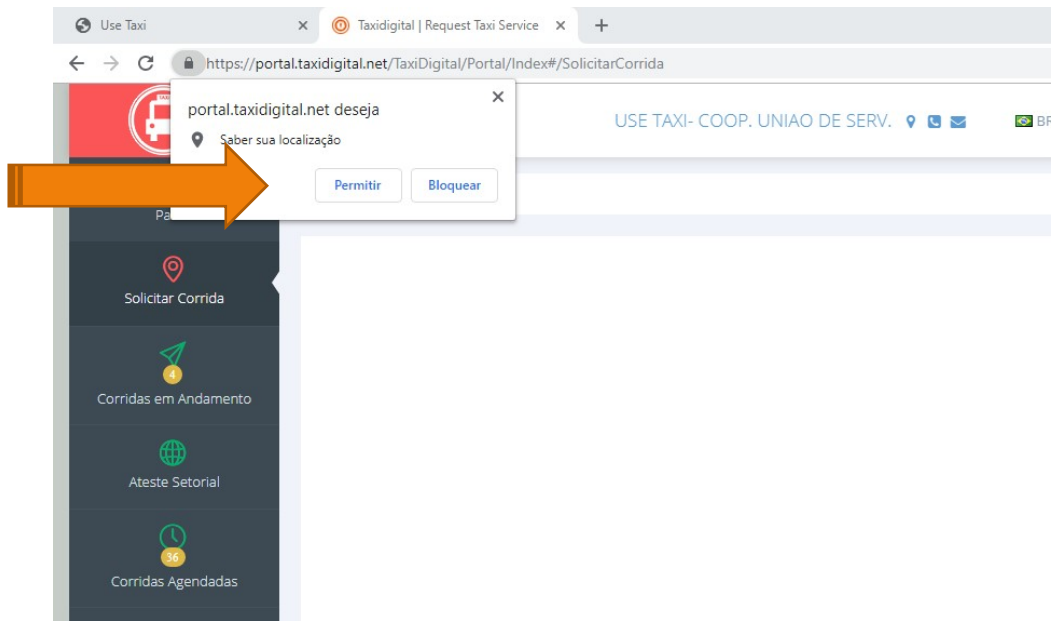 Use Taxi
Taxidigital | Request Taxi Service
https://portal.taxidigital.net/TaxiDigital/Portal/Index#/SolicitarCorrida
portal.taxidigital.net deseja
Saber sua localização
Permitir Bloquear
USE TAXI- COOP. UNIAO DE SERV.
BR
Pa
Solicitar Corrida
4
Corridas em Andamento
Ateste Setorial
36
Corridas Agendadas